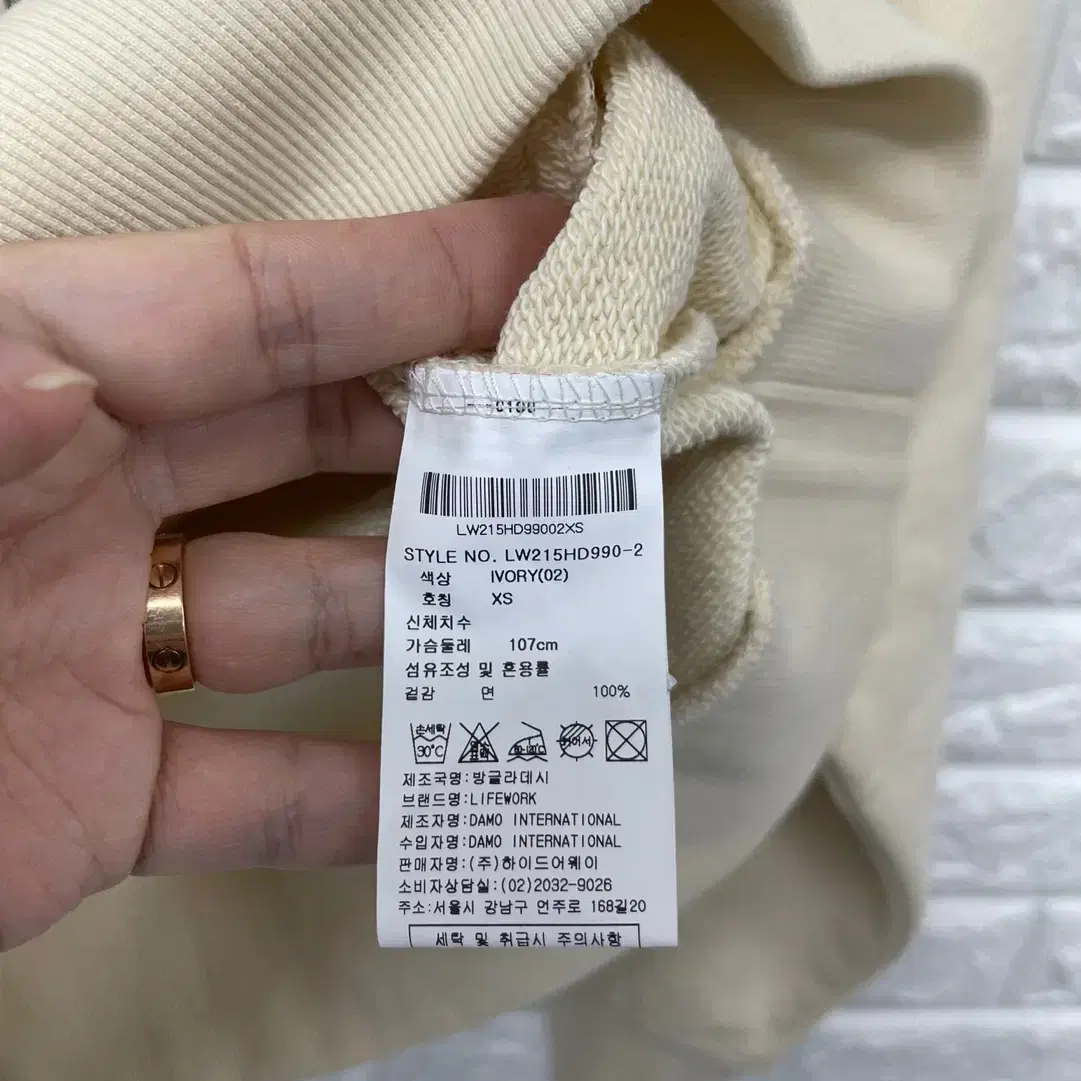 0100
LW215HD99002XS
STYLE NO. LW215HD990-2
색상 IVORY(02)
호칭 XS
신체치수
가슴둘레 107cm
섬유조성 및 혼용률
겉감 면 100%
손세탁
30℃
제조국명:방글라데시
브랜드명:LIFEWORK
제조자명:DAMO INTERNATIONAL
수입자명:DAMO INTERNATIONAL
판매자명:(주)하이드어웨이
소비자상담실:(02)2032-9026
주소:서울시 강남구 언주로 168길20
세탁 및 취급시 주의사항